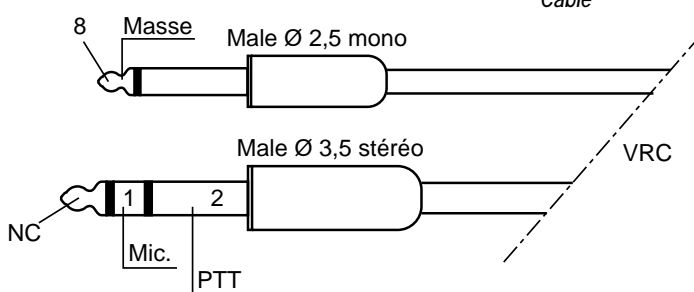 Cable
8 Masse
Male Ø 2,5 mono
Male Ø 3,5 stéréo
VRC
1 2
NC
Mic.
PTT